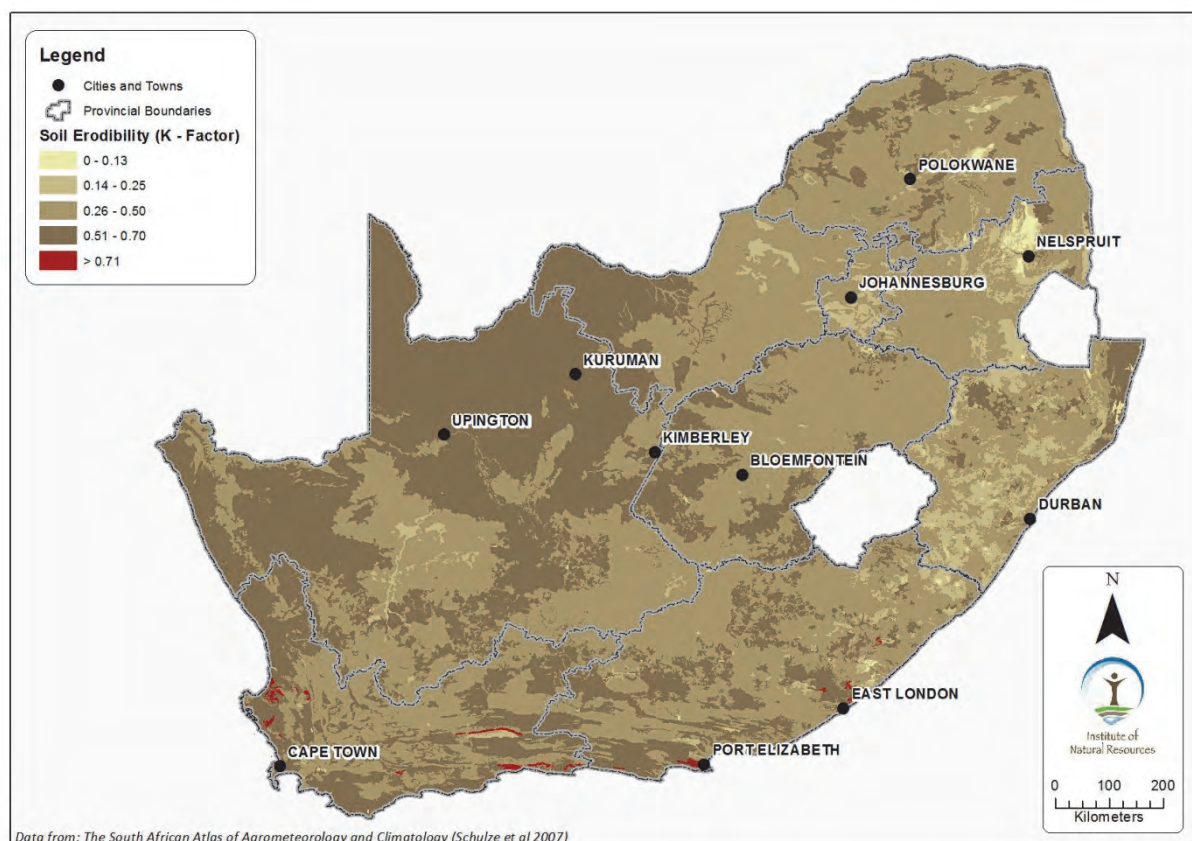 Legend
Cities and Towns
Provincial Boundaries
Soil Erodibility (K - Factor)
0 - 0.13
0.14 - 0.25
0.26 - 0.50
0.51 - 0.70
> 0.71
POLOKWANE
NELSPRUIT
JOHANNESBURG
KURUMAN
UPINGTON
KIMBERLEY
BLOEMFONTEIN
DURBAN
EAST LONDON
PORT ELIZABETH
CAPE TOWN
N
Institute of
Natural Resources
0 100 200
Kilometers
Data from: The South African Atlas of Agrometeorology and Climatology (Schulze et al 2007)